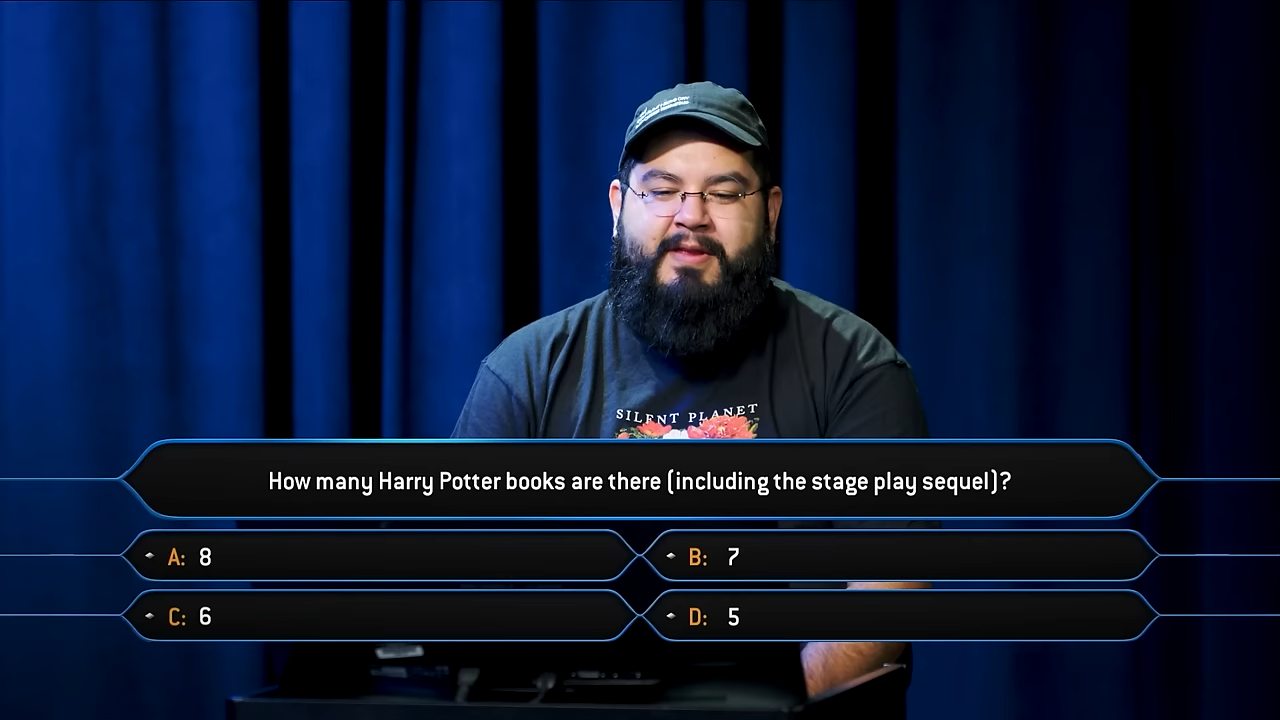 SILENT PLANET
How many Harry Potter books are there (including the stage play sequel)?
A: 8
B: 7
C: 6
D: 5